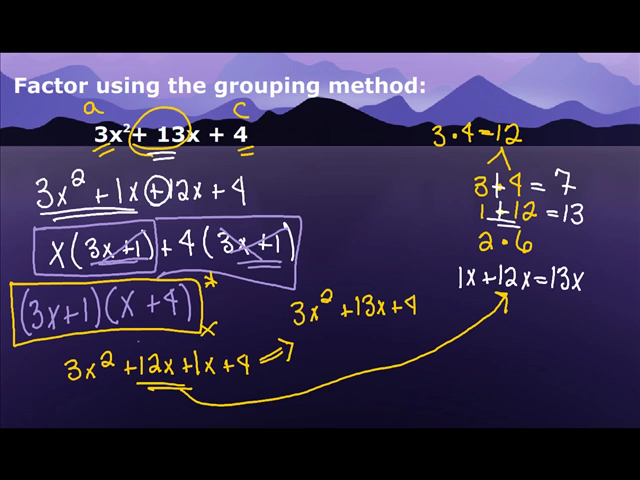 Factor using the grouping method:
a c
3x²+ 13x + 4
3x² + 1x + 12x + 4
x(3x+1) + 4(3x+1)
(3x+1)(x + 4)
3x² + 12x + 1x + 4 ⇒ 3x² + 13x + 4
3 · 4 = 12
3 + 4 = 7
1 + 12 = 13
2 · 6
1x + 12x = 13x